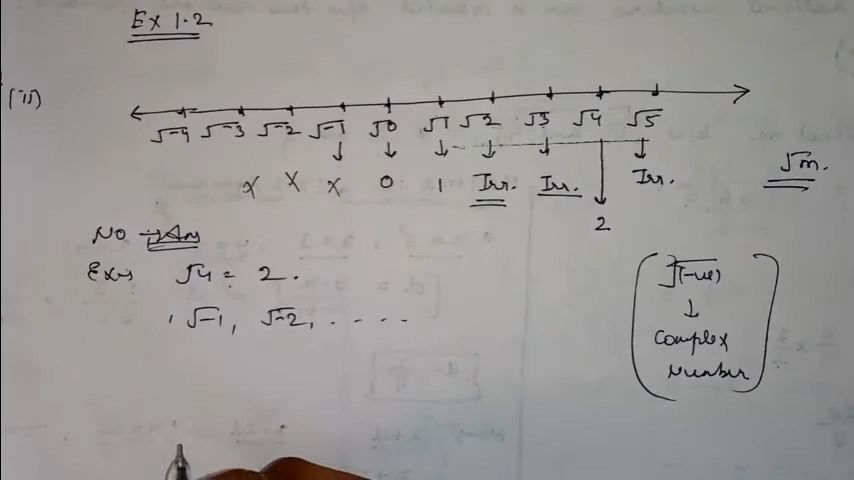 Ex 1.2
(ii)
√-4 √-3 √-2 √-1 √0 √1 √2 √3 √4 √5
↓ ↓ ↓ ↓ ↓ ↓ ↓
x x x 0 1 Irr. Irr. Irr. √m.
2
No → Ans
Ex → √4 = 2.
, √-1, √-2, - - - -
√(-ve)
↓
Complex
Number